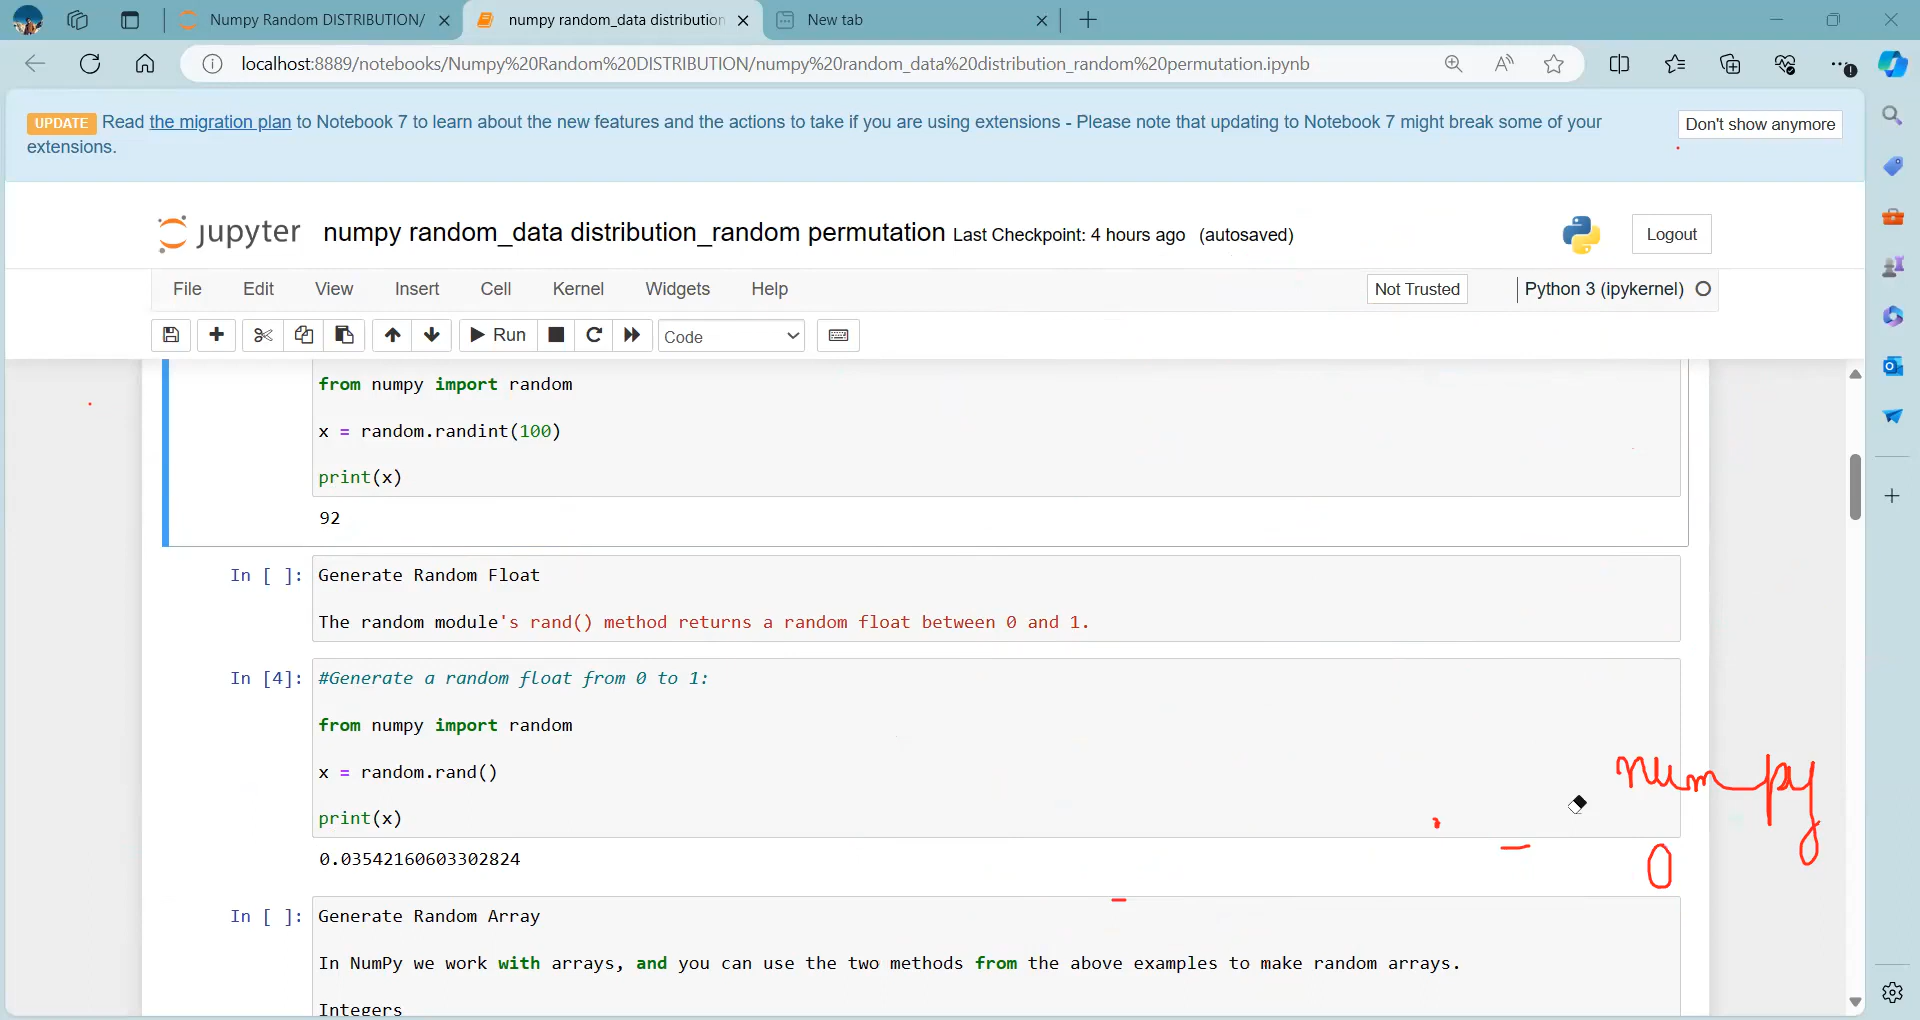 Numpy Random DISTRIBUTION/
numpy random_data distribution
New tab
localhost:8889/notebooks/Numpy%20Random%20DISTRIBUTION/numpy%20random_data%20distribution_random%20permutation.ipynb
UPDATE Read the migration plan to Notebook 7 to learn about the new features and the actions to take if you are using extensions - Please note that updating to Notebook 7 might break some of your
extensions.
Don't show anymore
jupyter numpy random_data distribution_random permutation Last Checkpoint: 4 hours ago (autosaved)
Logout
File Edit View Insert Cell Kernel Widgets Help
Not Trusted
Python 3 (ipykernel)
Run
Code
from numpy import random
x = random.randint(100)
print(x)
92
In [ ]: Generate Random Float
The random module's rand() method returns a random float between 0 and 1.
In [4]: #Generate a random float from 0 to 1:
from numpy import random
x = random.rand()
print(x)
numpy
0
0.03542160603302824
In [ ]: Generate Random Array
In NumPy we work with arrays, and you can use the two methods from the above examples to make random arrays.
Integers